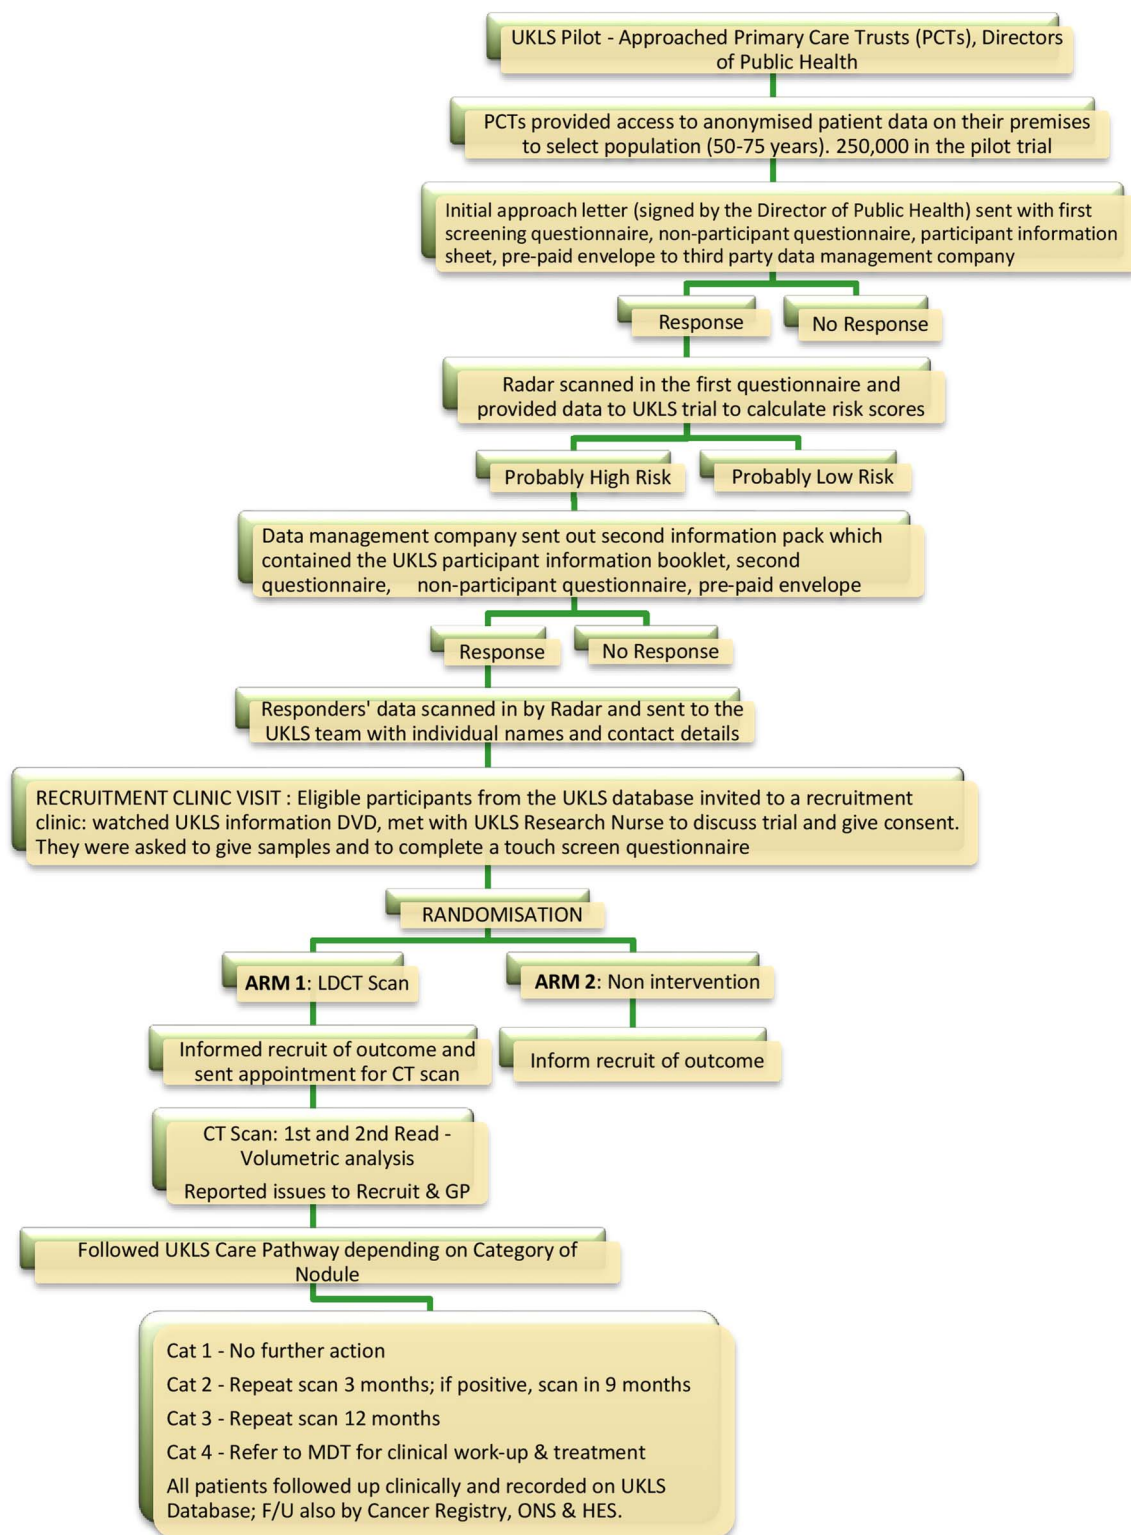 UKLS Pilot - Approached Primary Care Trusts (PCTs), Directors
of Public Health
PCTs provided access to anonymised patient data on their premises
to select population (50-75 years). 250,000 in the pilot trial
Initial approach letter (signed by the Director of Public Health) sent with first
screening questionnaire, non-participant questionnaire, participant information
sheet, pre-paid envelope to third party data management company
Response
No Response
Radar scanned in the first questionnaire and
provided data to UKLS trial to calculate risk scores
Probably High Risk
Probably Low Risk
Data management company sent out second information pack which
contained the UKLS participant information booklet, second
questionnaire, non-participant questionnaire, pre-paid envelope
Response
No Response
Responders' data scanned in by Radar and sent to the
UKLS team with individual names and contact details
RECRUITMENT CLINIC VISIT : Eligible participants from the UKLS database invited to a recruitment
clinic: watched UKLS information DVD, met with UKLS Research Nurse to discuss trial and give consent.
They were asked to give samples and to complete a touch screen questionnaire
RANDOMISATION
ARM 1: LDCT Scan
ARM 2: Non intervention
Informed recruit of outcome and
sent appointment for CT scan
Inform recruit of outcome
CT Scan: 1st and 2nd Read -
Volumetric analysis
Reported issues to Recruit & GP
Followed UKLS Care Pathway depending on Category of
Nodule
Cat 1 - No further action
Cat 2 - Repeat scan 3 months; if positive, scan in 9 months
Cat 3 - Repeat scan 12 months
Cat 4 - Refer to MDT for clinical work-up & treatment
All patients followed up clinically and recorded on UKLS
Database; F/U also by Cancer Registry, ONS & HES.